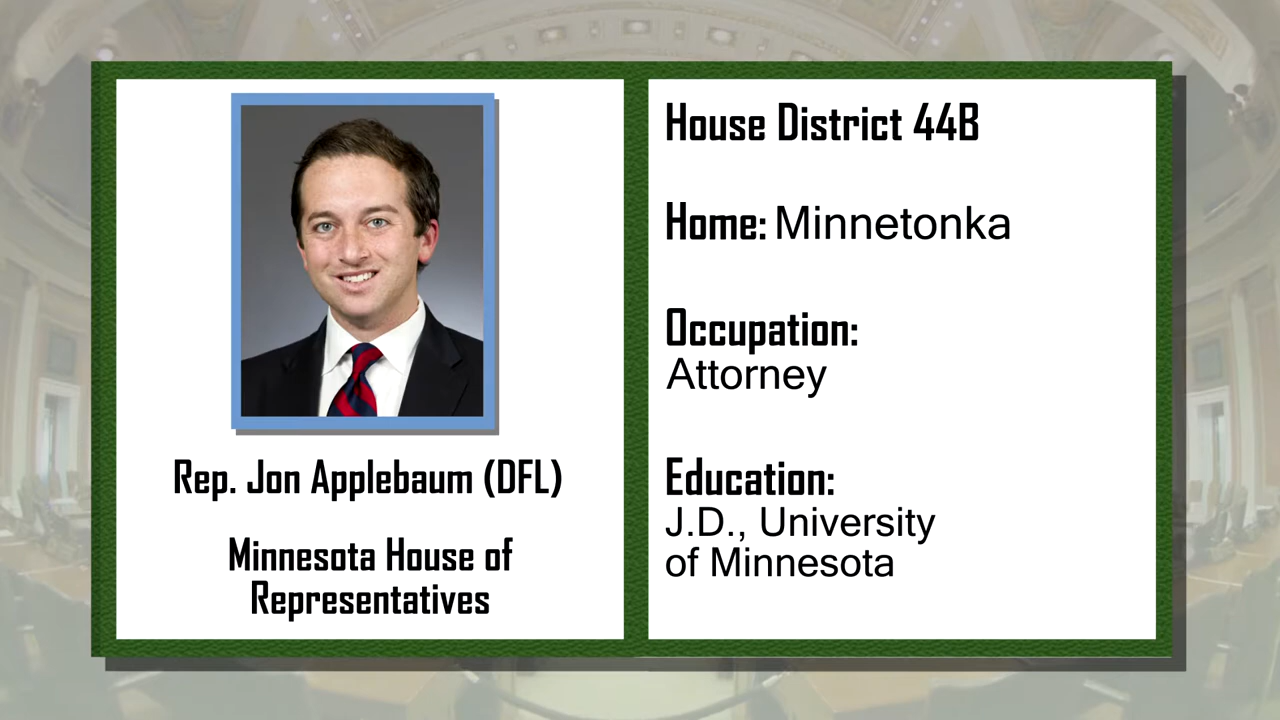 Rep. Jon Applebaum (DFL)
Minnesota House of
Representatives
House District 44B
Home: Minnetonka
Occupation:
Attorney
Education:
J.D., University
of Minnesota